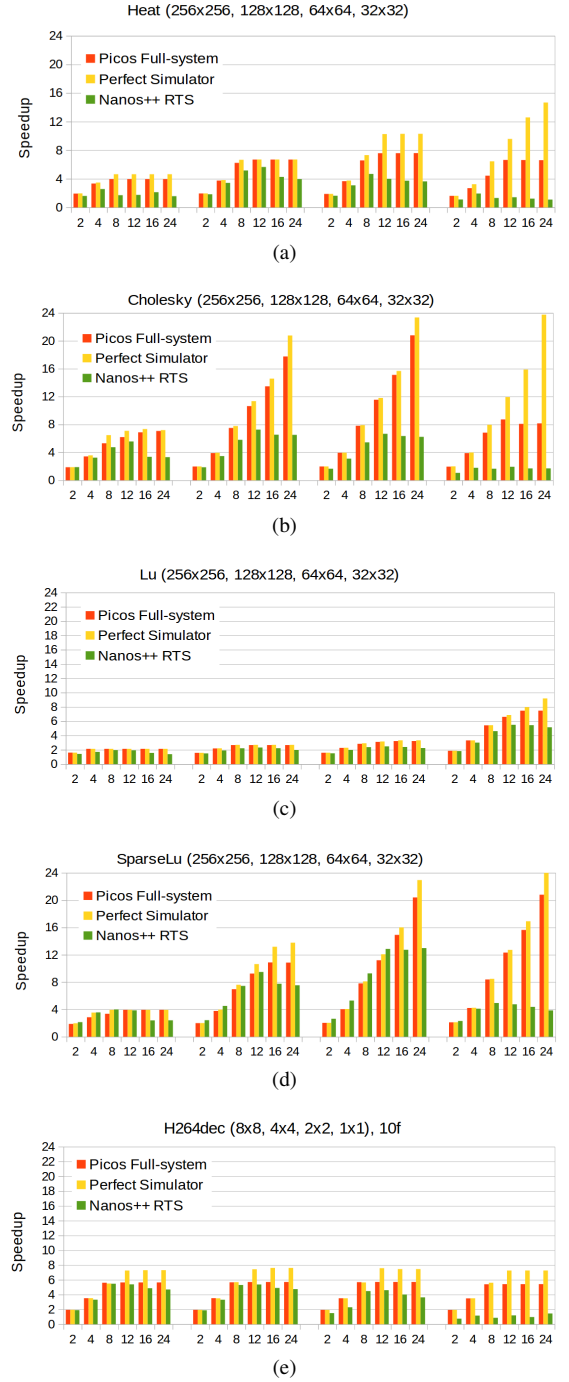 Heat (256x256, 128x128, 64x64, 32x32)
24
20
16
12
8
4
0
Speedup
Picos Full-system
Perfect Simulator
Nanos++ RTS
2 4 8 12 16 24 2 4 8 12 16 24 2 4 8 12 16 24 2 4 8 12 16 24
(a)
Cholesky (256x256, 128x128, 64x64, 32x32)
24
20
16
12
8
4
0
Speedup
Picos Full-system
Perfect Simulator
Nanos++ RTS
2 4 8 12 16 24 2 4 8 12 16 24 2 4 8 12 16 24 2 4 8 12 16 24
(b)
Lu (256x256, 128x128, 64x64, 32x32)
24
22
20
18
16
14
12
10
8
6
4
2
0
Speedup
Picos Full-system
Perfect Simulator
Nanos++ RTS
2 4 8 12 16 24 2 4 8 12 16 24 2 4 8 12 16 24 2 4 8 12 16 24
(c)
SparseLu (256x256, 128x128, 64x64, 32x32)
24
20
16
12
8
4
0
Speedup
Picos Full-system
Perfect Simulator
Nanos++ RTS
2 4 8 12 16 24 2 4 8 12 16 24 2 4 8 12 16 24 2 4 8 12 16 24
(d)
H264dec (8x8, 4x4, 2x2, 1x1), 10f
24
22
20
18
16
14
12
10
8
6
4
2
0
Speedup
Picos Full-system
Perfect Simulator
Nanos++ RTS
2 4 8 12 16 24 2 4 8 12 16 24 2 4 8 12 16 24 2 4 8 12 16 24
(e)